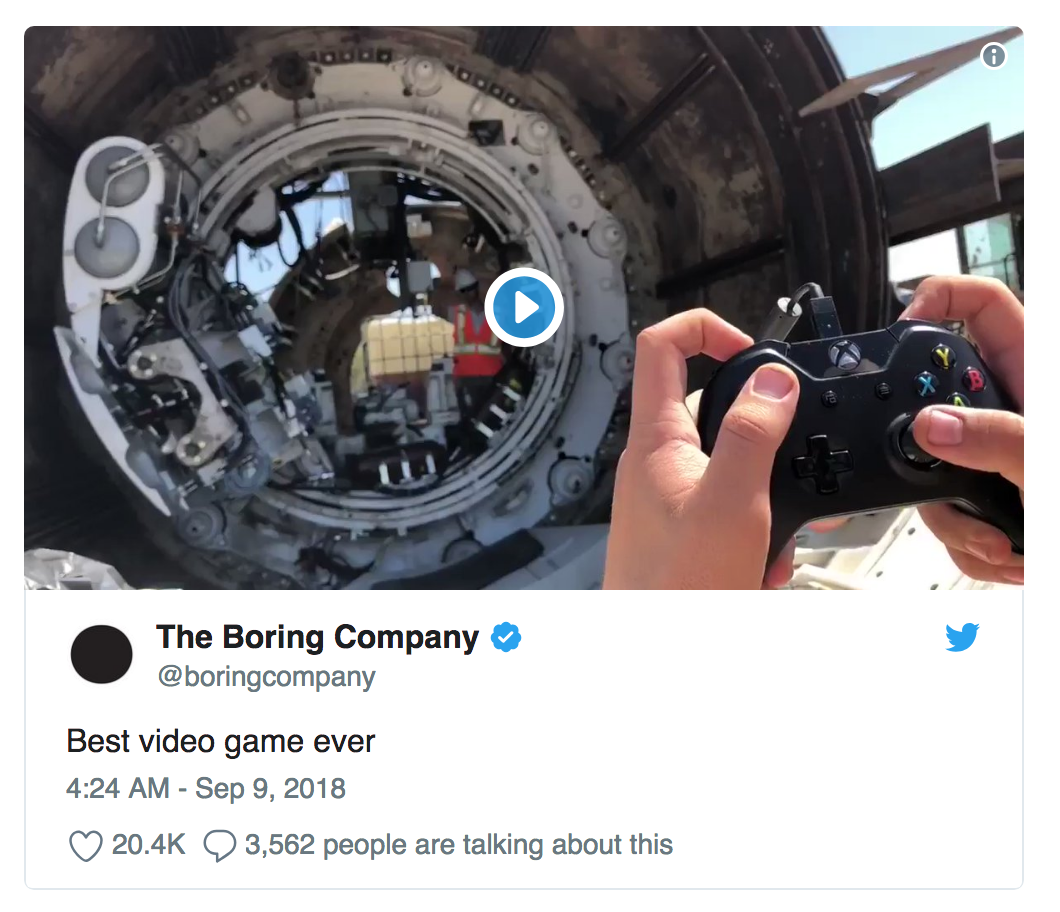 Y
X
B
A
The Boring Company
@boringcompany
Best video game ever
4:24 AM - Sep 9, 2018
20.4K 3,562 people are talking about this